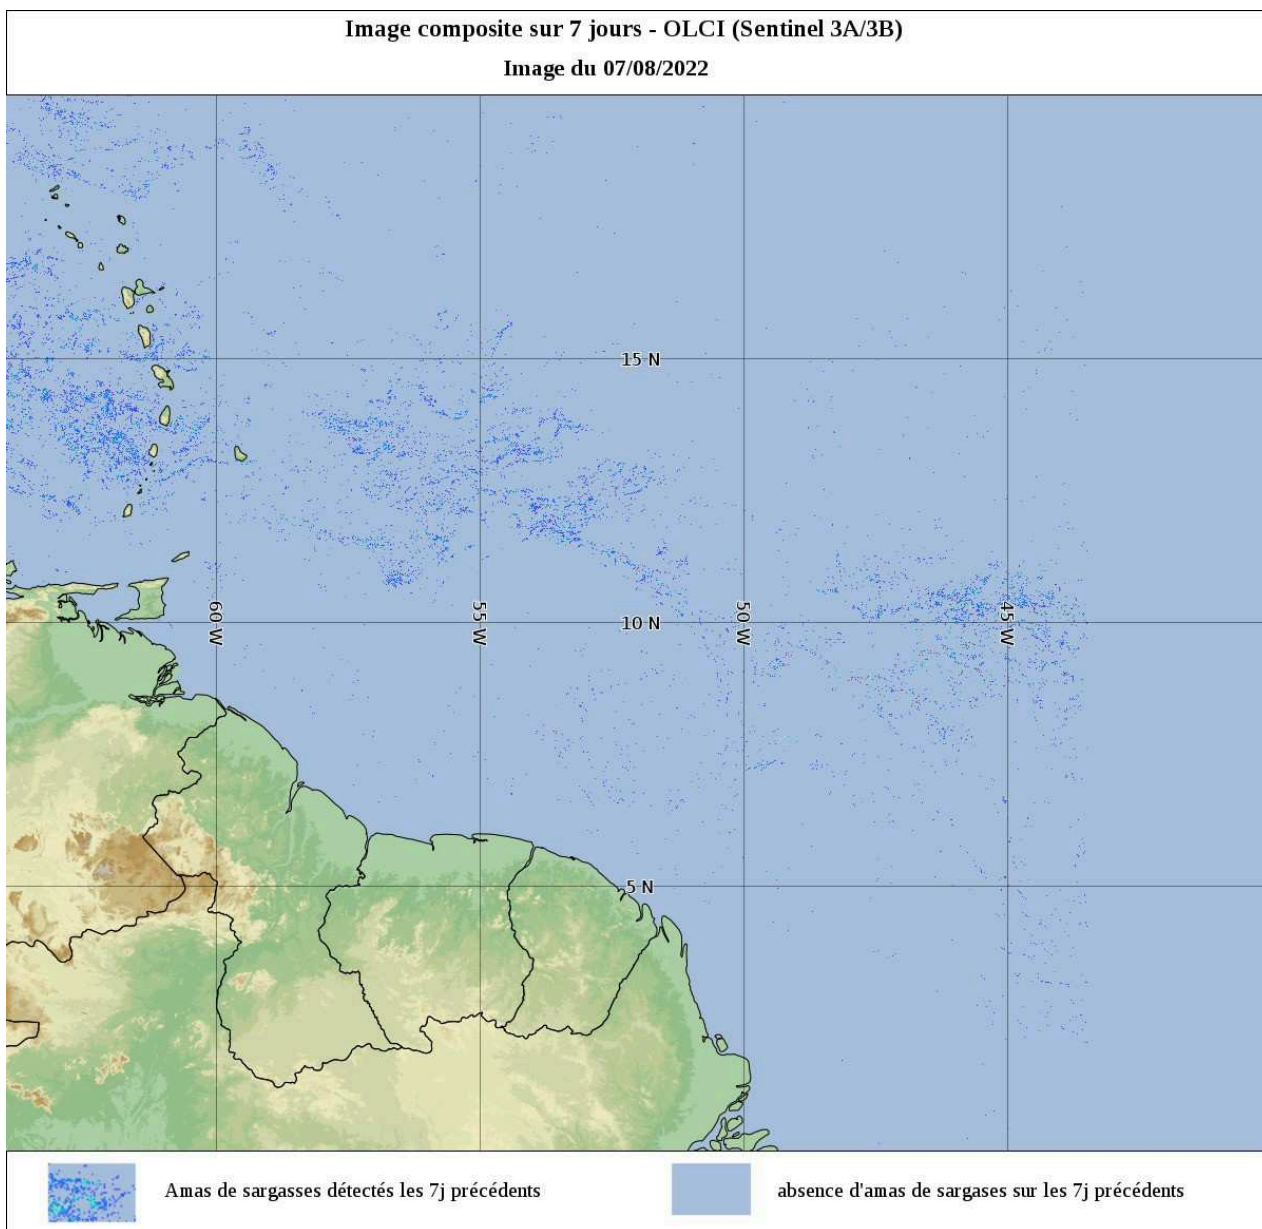 Image composite sur 7 jours - OLCI (Sentinel 3A/3B)
Image du 07/08/2022
15 N
60 W
55 W
10 N
50 W
45 W
5 N
Amas de sargasses détectés les 7j précédents
absence d'amas de sargases sur les 7j précédents